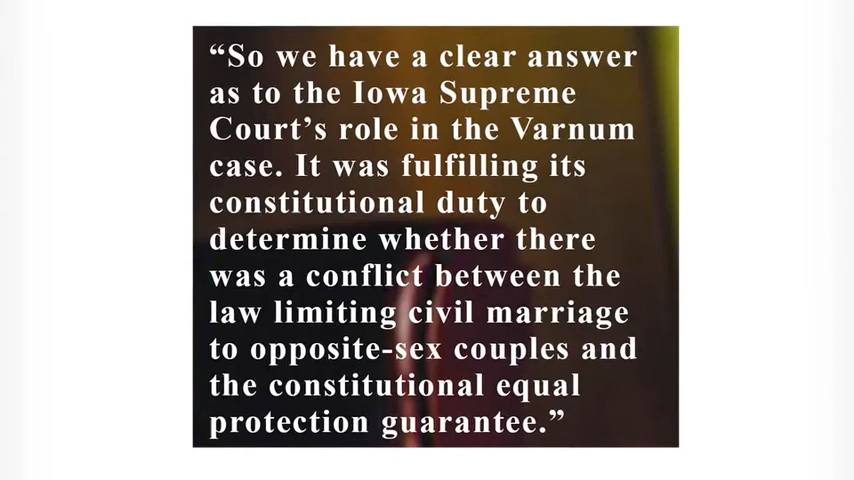 “So we have a clear answer
as to the Iowa Supreme
Court’s role in the Varnum
case. It was fulfilling its
constitutional duty to
determine whether there
was a conflict between the
law limiting civil marriage
to opposite-sex couples and
the constitutional equal
protection guarantee.”